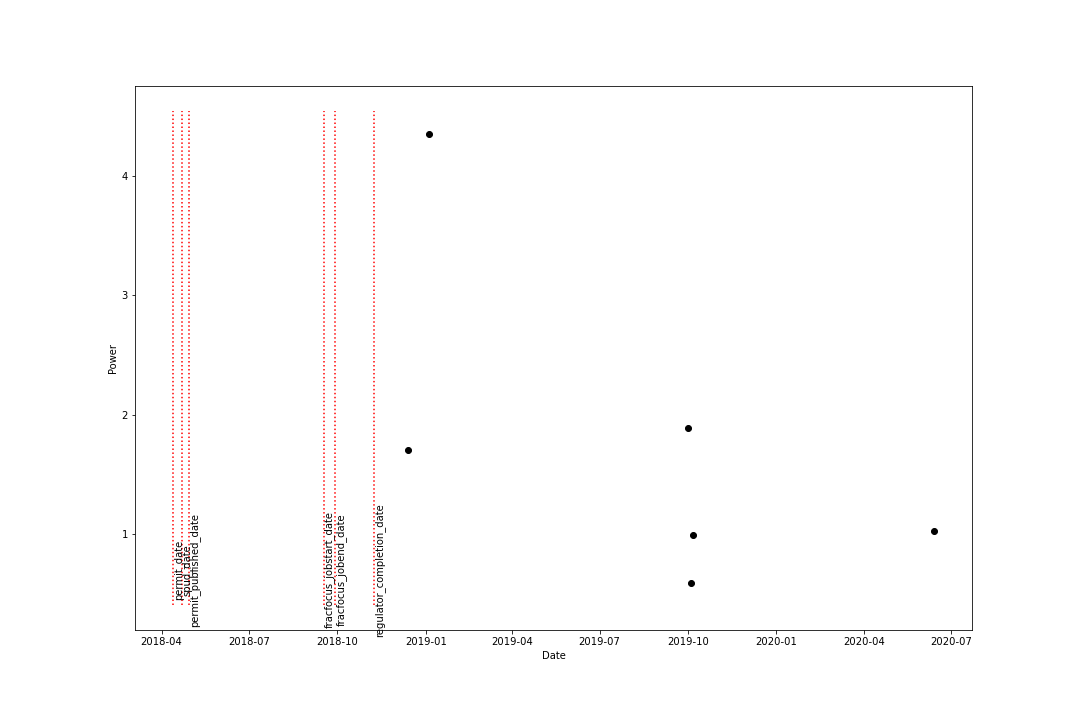 4
3
2
1
Power
permit_date
spud_date
permit_published_date
fracfocus_jobstart_date
fracfocus_jobend_date
regulator_completion_date
2018-04
2018-07
2018-10
2019-01
2019-04
2019-07
2019-10
2020-01
2020-04
2020-07
Date